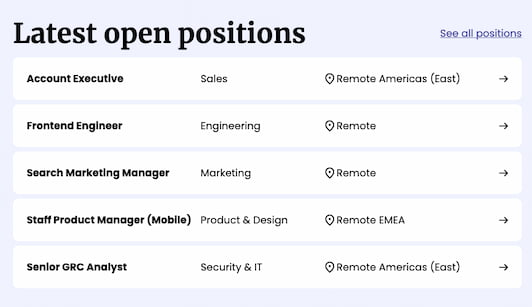 Latest open positions
See all positions
Account Executive Sales Remote Americas (East)
Frontend Engineer Engineering Remote
Search Marketing Manager Marketing Remote
Staff Product Manager (Mobile) Product & Design Remote EMEA
Senior GRC Analyst Security & IT Remote Americas (East)